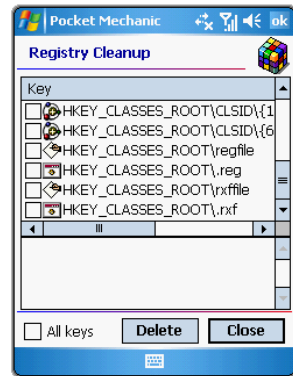 Pocket Mechanic ok
Registry Cleanup
Key
HKEY_CLASSES_ROOT\CLSID\{1
HKEY_CLASSES_ROOT\CLSID\{6
HKEY_CLASSES_ROOT\regfile
HKEY_CLASSES_ROOT\.reg
HKEY_CLASSES_ROOT\rxffile
HKEY_CLASSES_ROOT\.rxf
All keys Delete Close